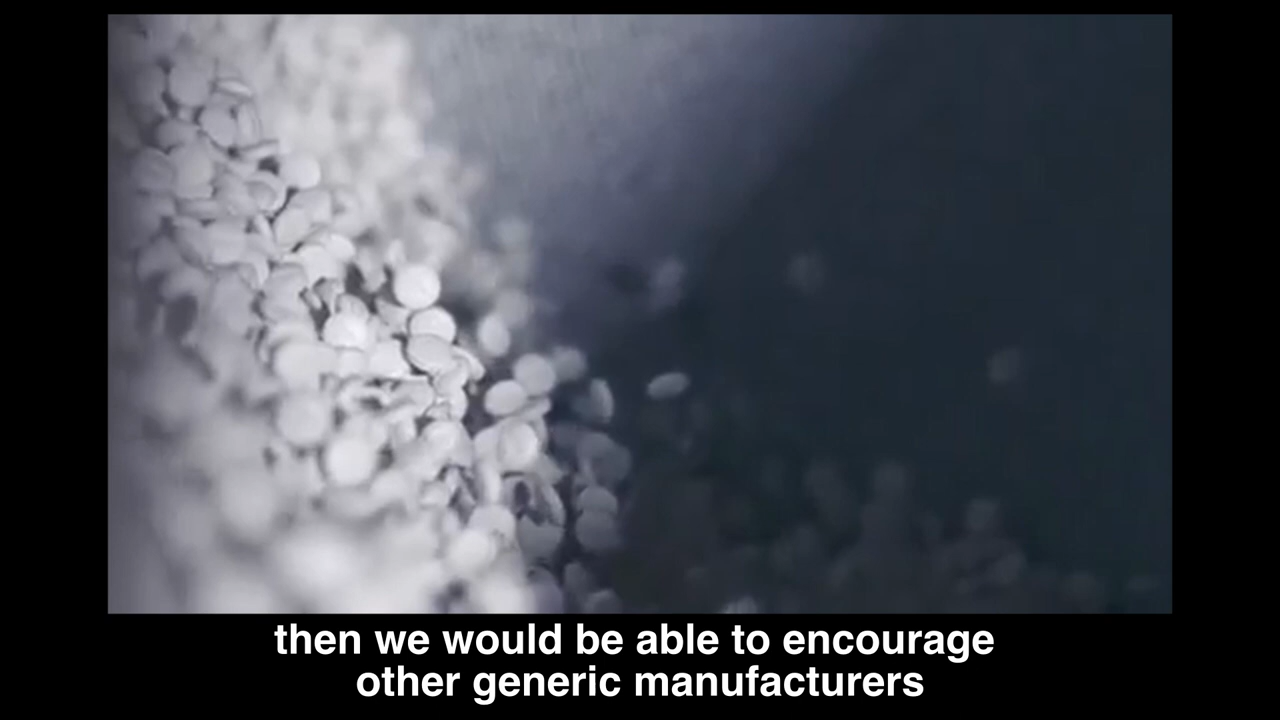 then we would be able to encourage
other generic manufacturers